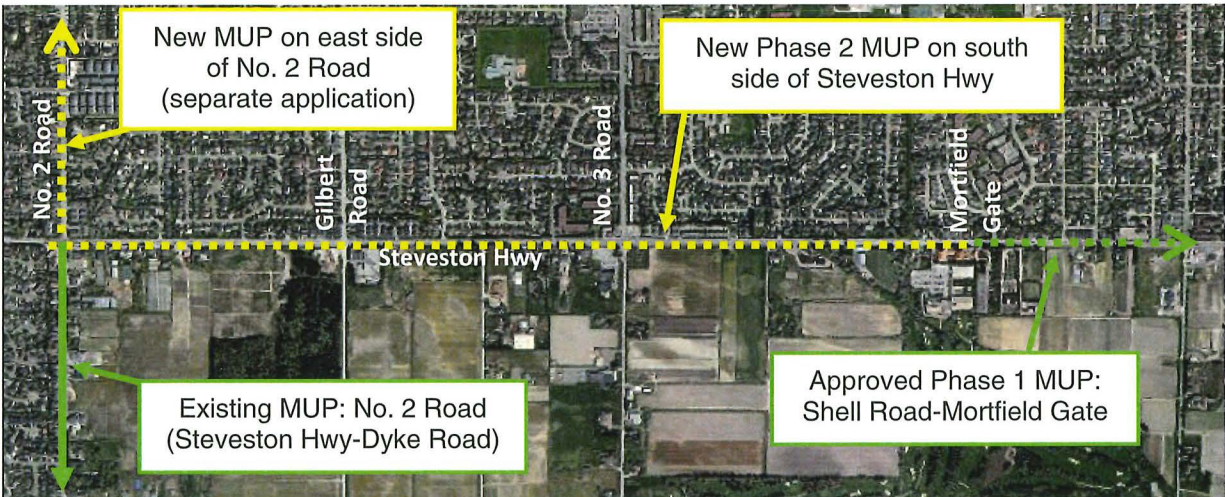 New MUP on east side
of No. 2 Road
(separate application)
New Phase 2 MUP on south
side of Steveston Hwy
No. 2 Road
Gilbert
Road
No. 3 Road
Mortfield
Gate
Steveston Hwy
Existing MUP: No. 2 Road
(Steveston Hwy-Dyke Road)
Approved Phase 1 MUP:
Shell Road-Mortfield Gate